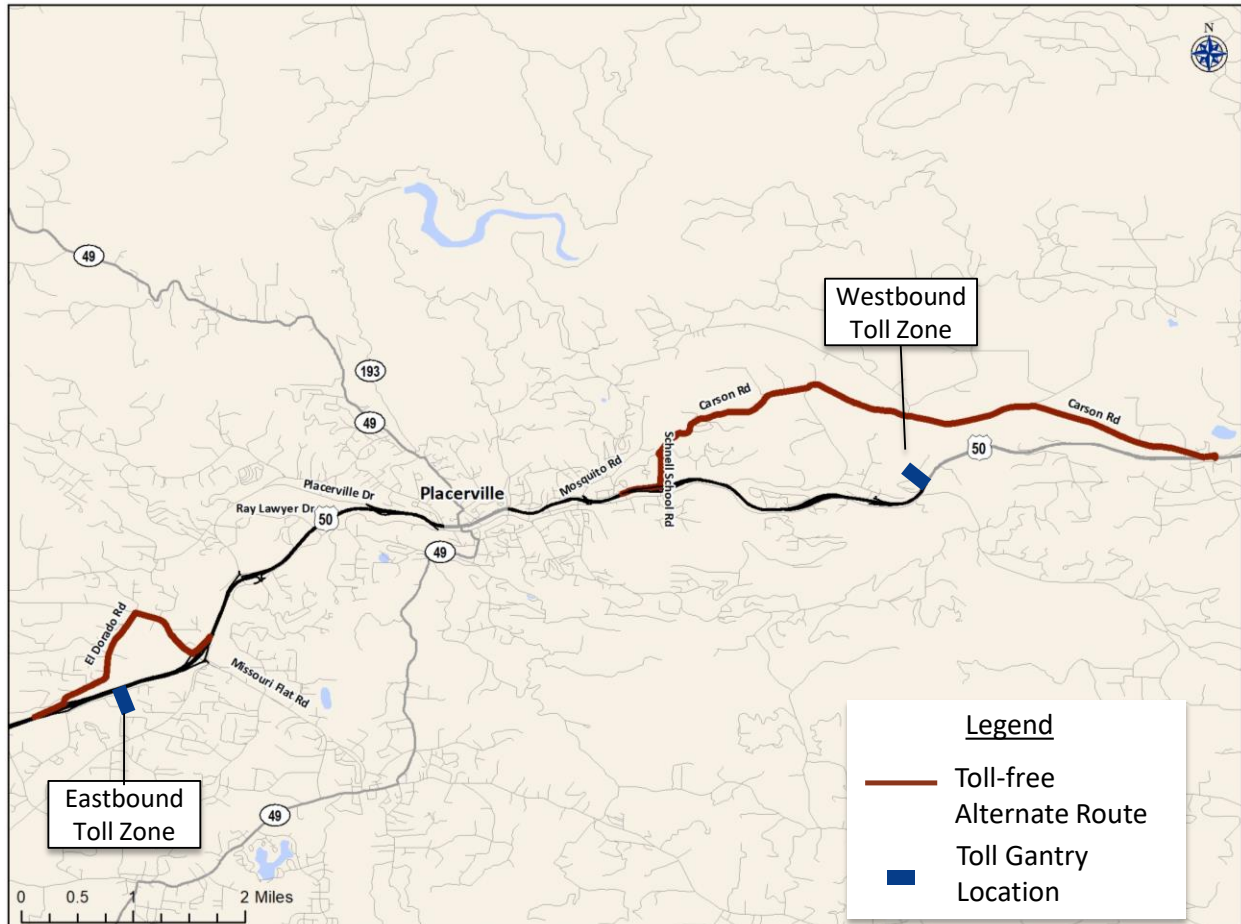 N
49
193
49
Westbound
Toll Zone
Carson Rd
Carson Rd
50
Schnell School Rd
Mosquito Rd
Placerville Dr
Placerville
Ray Lawyer Dr
50
49
El Dorado Rd
Missouri Flat Rd
Eastbound
Toll Zone
49
Legend
Toll-free
Alternate Route
Toll Gantry
Location
0 0.5 1 2 Miles